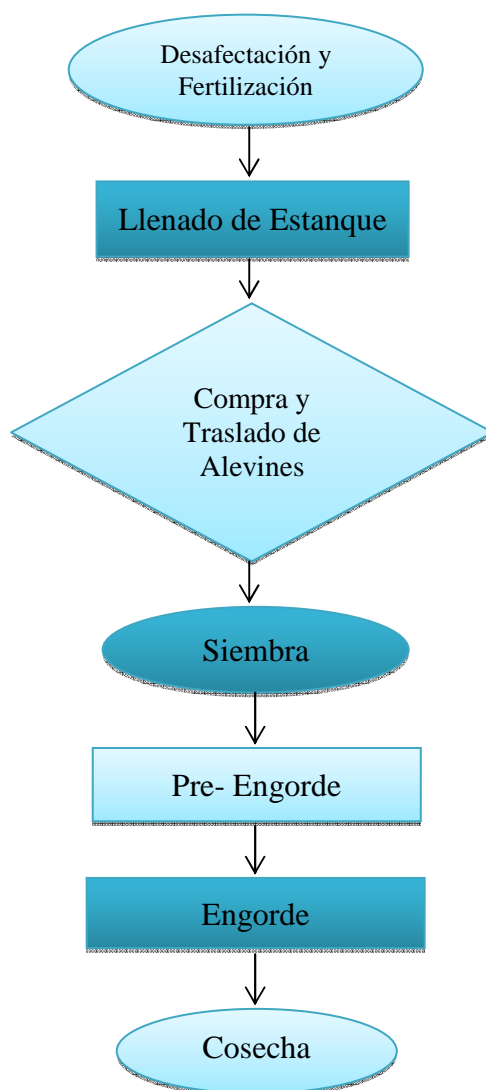 Desafectación y
Fertilización
Llenado de Estanque
Compra y
Traslado de
Alevines
Siembra
Pre- Engorde
Engorde
Cosecha